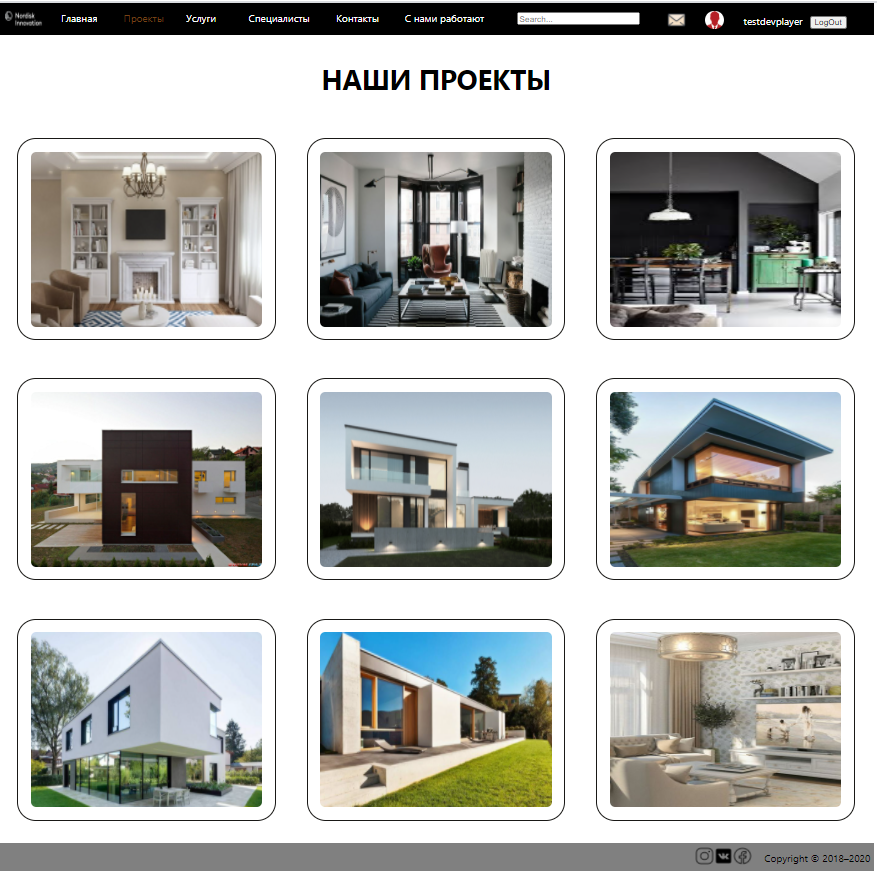 Nordisk
Innovation
Главная
Проекты
Услуги
Специалисты
Контакты
С нами работают
Search...
testdevplayer
LogOut
НАШИ ПРОЕКТЫ
Copyright © 2018–2020